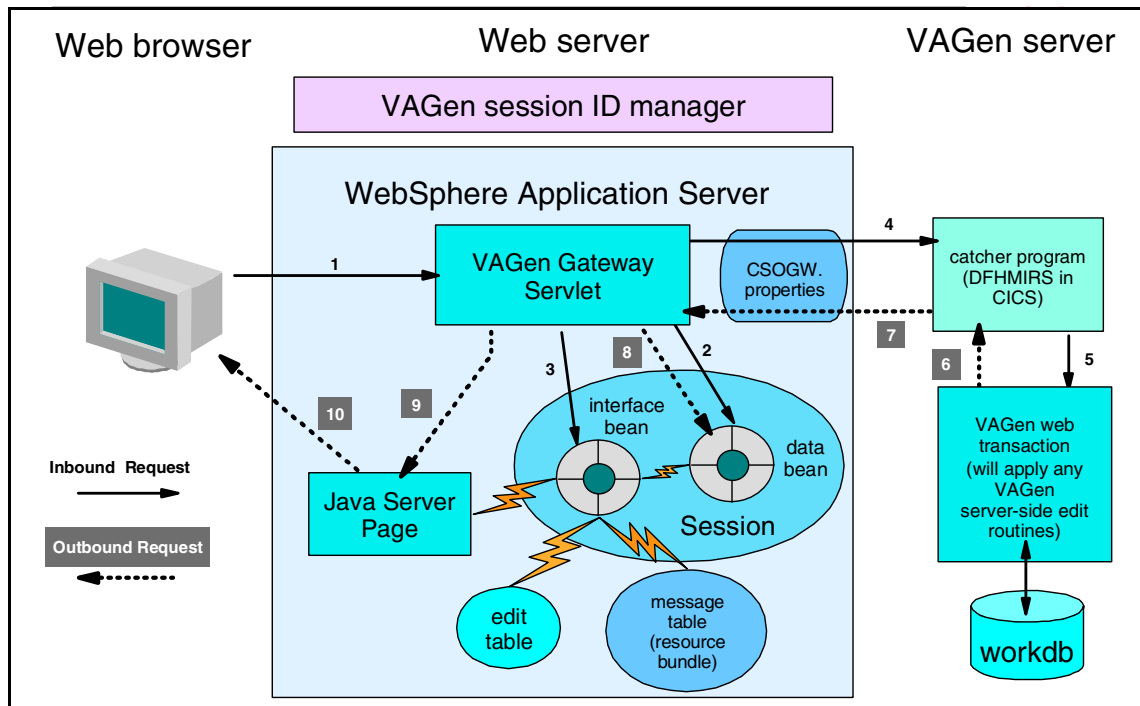 Web browser
Web server
VAGen server
VAGen session ID manager
WebSphere Application Server
1
VAGen Gateway
Servlet
4
CSOGW.
properties
catcher program
(DFHMIRS in
CICS)
7
8
2
3
6
5
9
10
interface
bean
data
bean
Session
VAGen web
transaction
(will apply any
VAGen
server-side edit
routines)
Inbound Request
Outbound Request
Java Server
Page
edit
table
message
table
(resource
bundle)
workdb